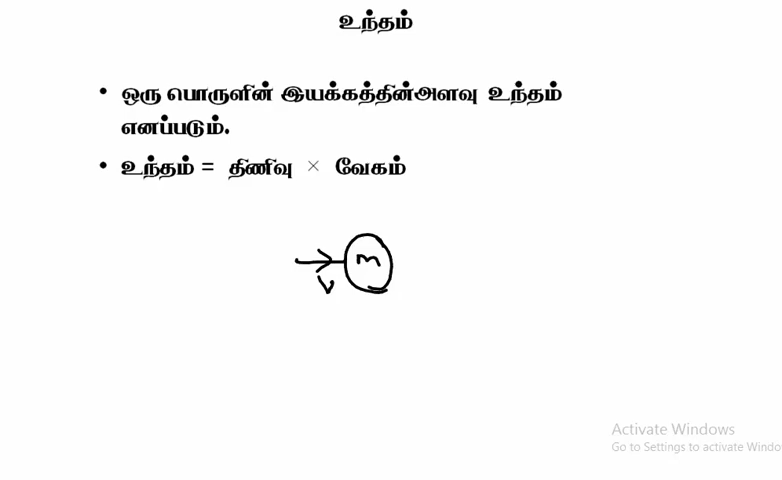 உந்தம்
• ஒரு பொருளின் இயக்கத்தின்அளவு உந்தம்
எனப்படும்.
• உந்தம் = திணிவு × வேகம்
m
v
Activate Windows
Go to Settings to activate Windo